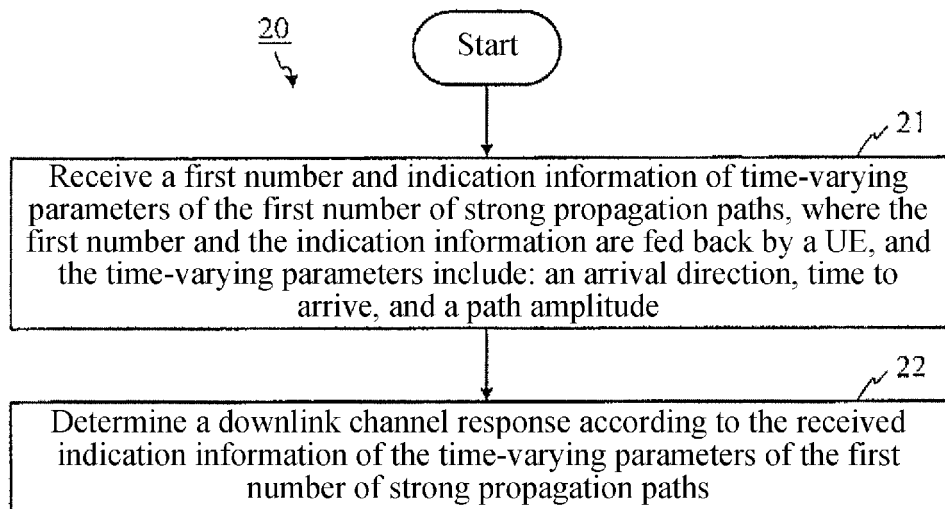 20
Start
21
Receive a first number and indication information of time-varying
parameters of the first number of strong propagation paths, where the
first number and the indication information are fed back by a UE, and
the time-varying parameters include: an arrival direction, time to
arrive, and a path amplitude
22
Determine a downlink channel response according to the received
indication information of the time-varying parameters of the first
number of strong propagation paths